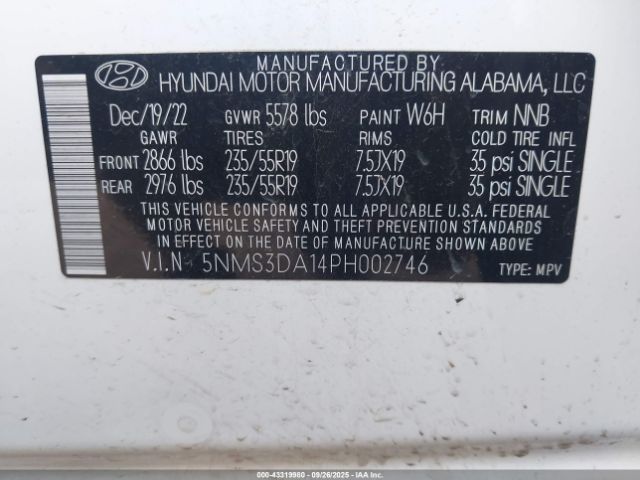 MANUFACTURED BY
HYUNDAI MOTOR MANUFACTURING ALABAMA, LLC
Dec/19/22 GVWR 5578 lbs PAINT W6H TRIM NNB
GAWR TIRES RIMS COLD TIRE INFL
FRONT 2866 lbs 235/55R19 7.5JX19 35 psi SINGLE
REAR 2976 lbs 235/55R19 7.5JX19 35 psi SINGLE
THIS VEHICLE CONFORMS TO ALL APPLICABLE U.S.A. FEDERAL
MOTOR VEHICLE SAFETY AND THEFT PREVENTION STANDARDS
IN EFFECT ON THE DATE OF MANUFACTURE SHOWN ABOVE
V.I.N 5NMS3DA14PH002746 TYPE: MPV
000-43319980 - 09/26/2025 -